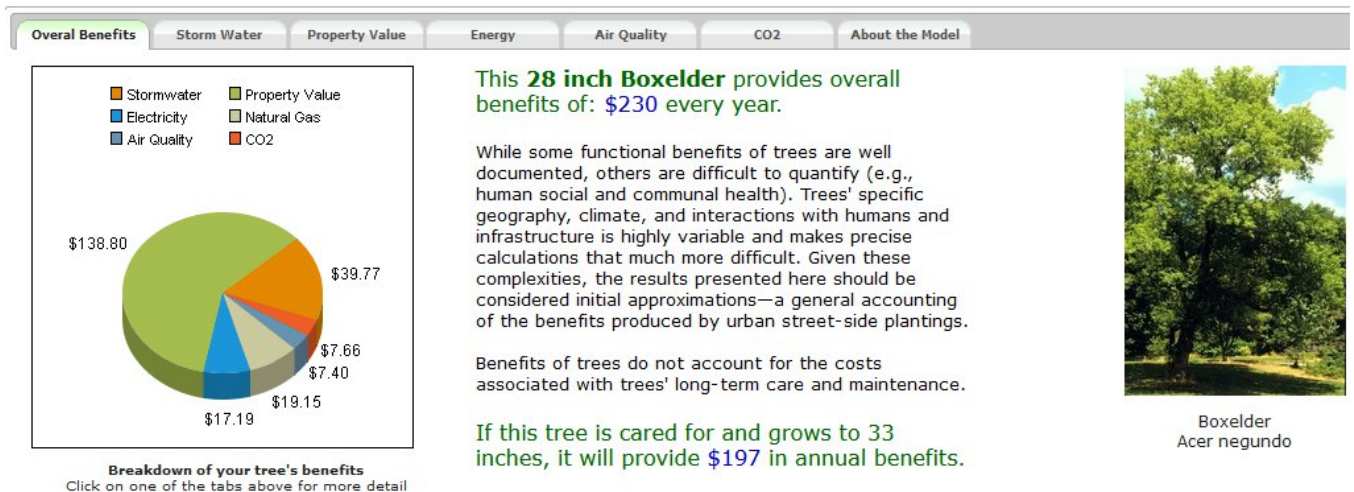 Overal Benefits
Storm Water
Property Value
Energy
Air Quality
CO2
About the Model
Stormwater
Property Value
Electricity
Natural Gas
Air Quality
CO2
$138.80
$39.77
$7.66
$7.40
$19.15
$17.19
Breakdown of your tree's benefits
Click on one of the tabs above for more detail
This 28 inch Boxelder provides overall
benefits of: $230 every year.
While some functional benefits of trees are well
documented, others are difficult to quantify (e.g.,
human social and communal health). Trees' specific
geography, climate, and interactions with humans and
infrastructure is highly variable and makes precise
calculations that much more difficult. Given these
complexities, the results presented here should be
considered initial approximations—a general accounting
of the benefits produced by urban street-side plantings.
Benefits of trees do not account for the costs
associated with trees' long-term care and maintenance.
If this tree is cared for and grows to 33
inches, it will provide $197 in annual benefits.
Boxelder
Acer negundo